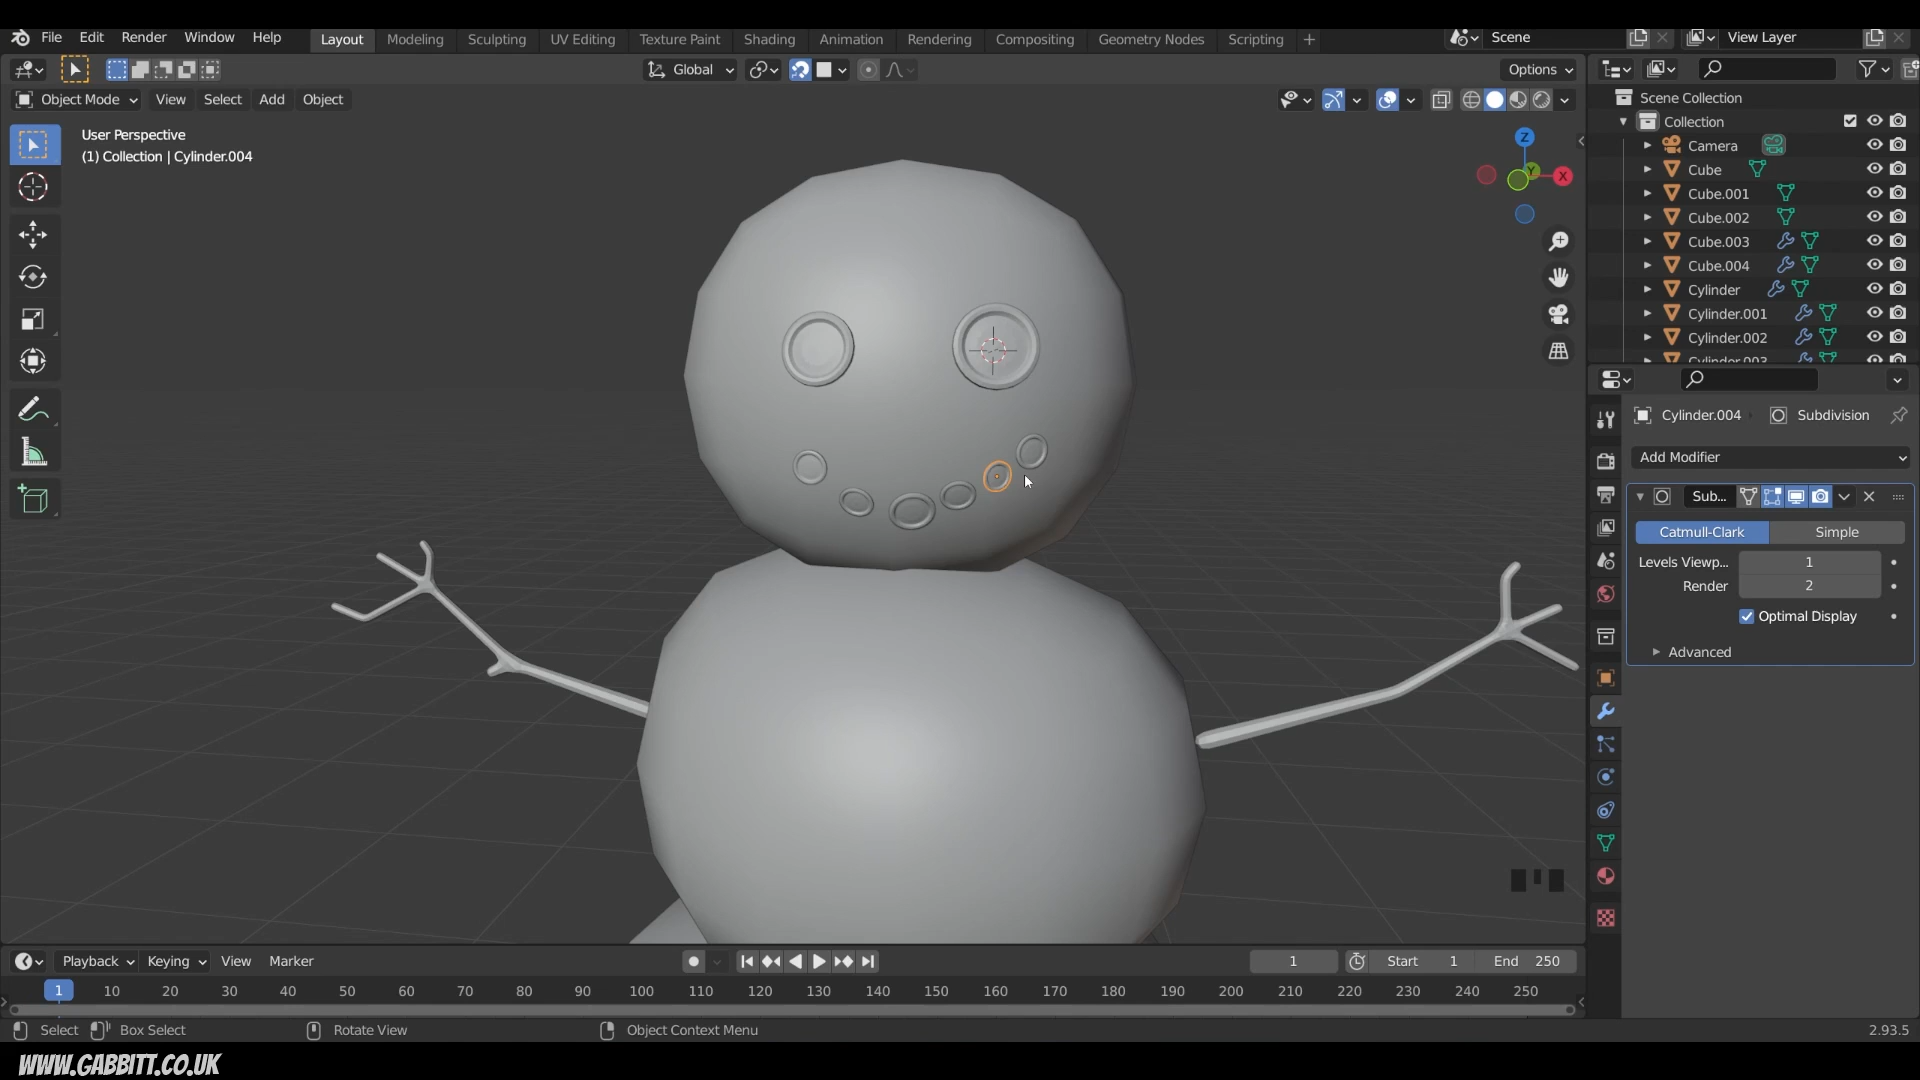 File Edit Render Window Help Layout Modeling Sculpting UV Editing Texture Paint Shading Animation Rendering Compositing Geometry Nodes Scripting + Scene View Layer
Global Options
Object Mode View Select Add Object
User Perspective
(1) Collection | Cylinder.004
Z
Y
X
Scene Collection
Collection
Camera
Cube
Cube.001
Cube.002
Cube.003
Cube.004
Cylinder
Cylinder.001
Cylinder.002
Cylinder.003
Cylinder.004 Subdivision
Add Modifier
Sub...
Catmull-Clark Simple
Levels Viewp... 1
Render 2
Optimal Display
Advanced
Playback Keying View Marker 1 Start 1 End 250
1 10 20 30 40 50 60 70 80 90 100 110 120 130 140 150 160 170 180 190 200 210 220 230 240 250
Select Box Select Rotate View Object Context Menu 2.93.5
WWW.GABBITT.CO.UK